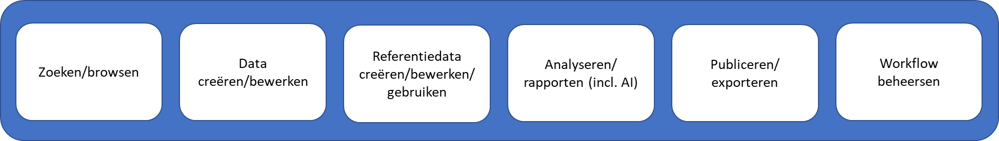 Zoeken/browsen
Data
creëren/bewerken
Referentiedata
creëren/bewerken/
gebruiken
Analyseren/
rapporten (incl. AI)
Publiceren/
exporteren
Workflow
beheersen